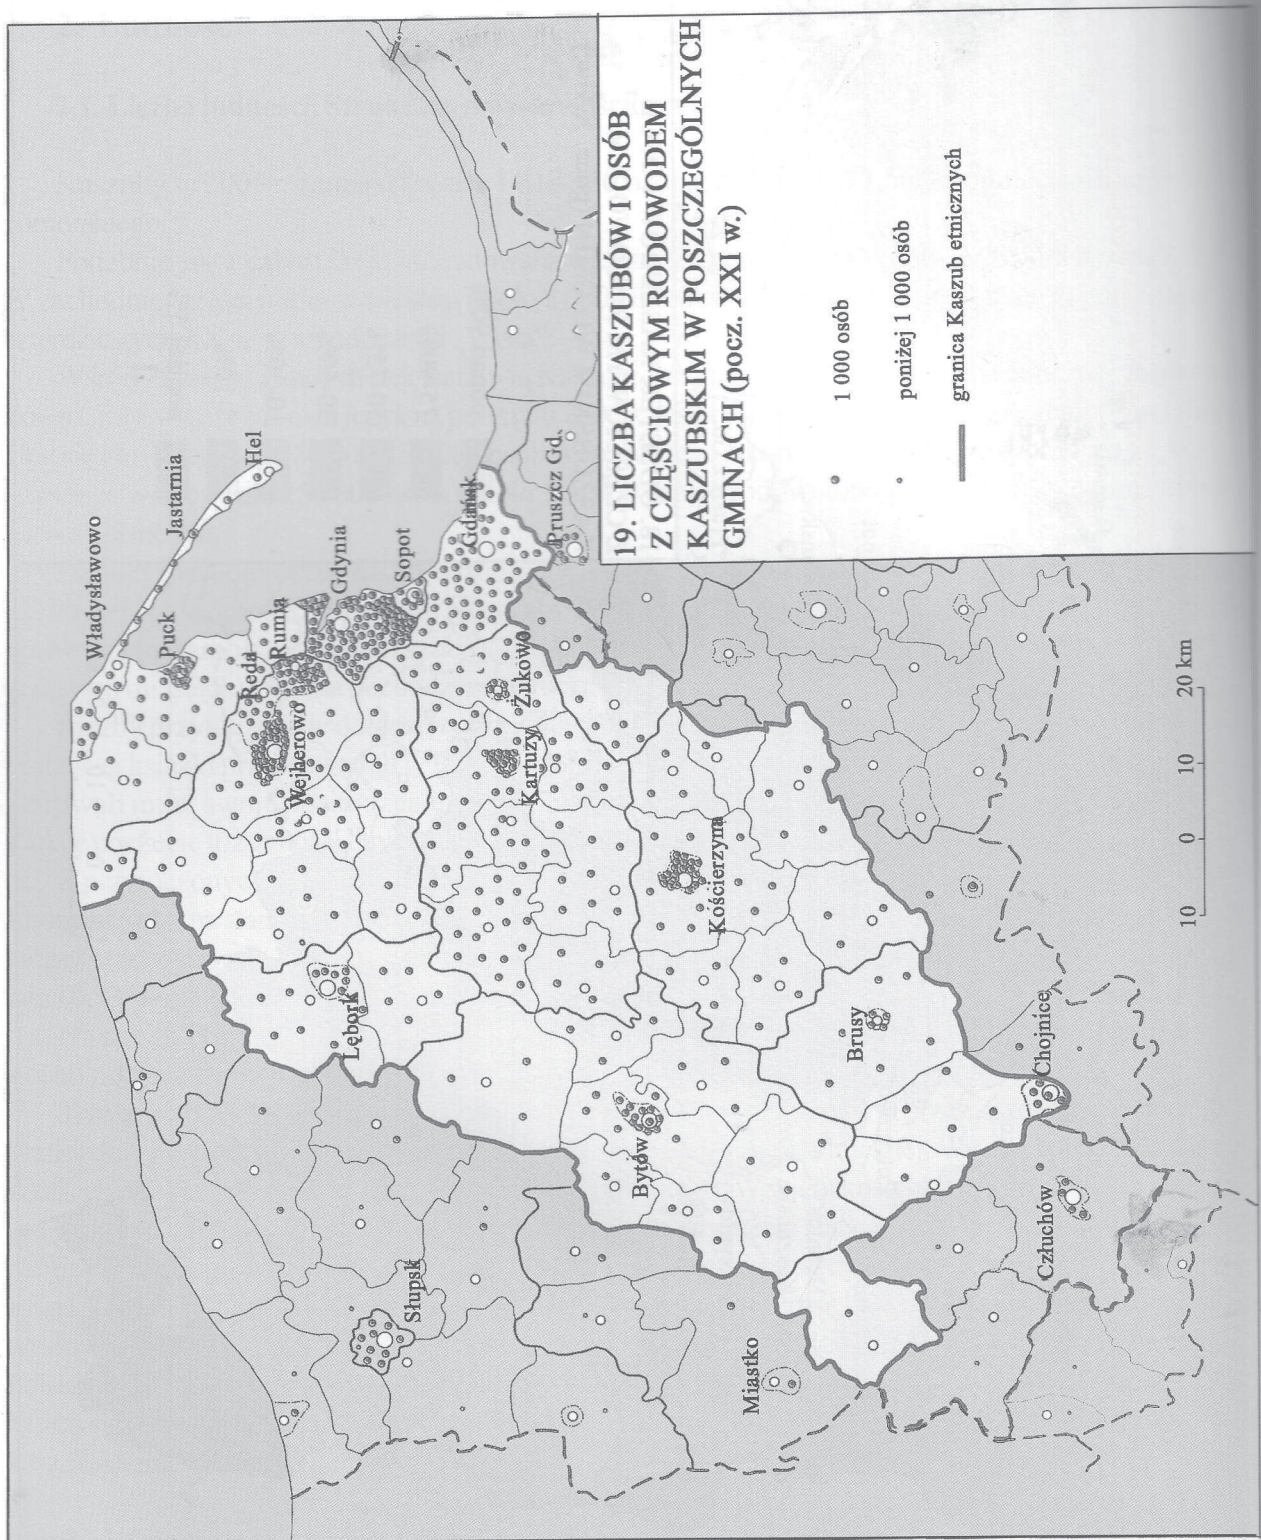 19. LICZBA KASZUBÓW I OSÓB
Z CZĘŚCIOWYM RODOWODEM
KASZUBSKIM W POSZCZEGÓLNYCH
GMINACH (pocz. XXI w.)
1 000 osób
poniżej 1 000 osób
granica Kaszub etnicznych
Władysławowo
Jastarnia
Hel
Puck
Reda
Rumia
Gdynia
Sopot
Gdańsk
Pruszcz Gd.
Wejherowo
Żukowo
Kartuzy
Kościerzyna
Lębork
Brusy
Chojnice
Bytów
Słupsk
Człuchów
Miastko
10 0 10 20 km